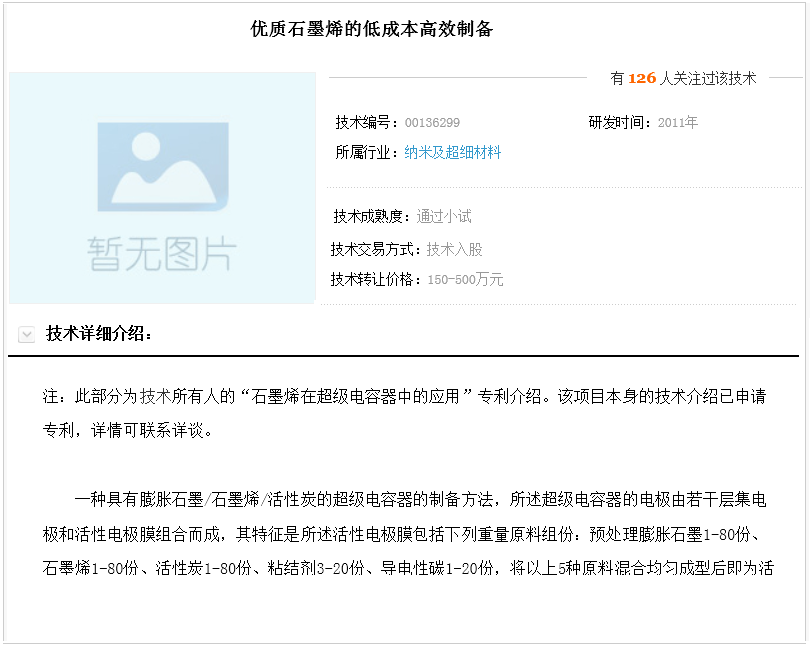 优质石墨烯的低成本高效制备
有 126 人关注过该技术
技术编号：00136299 研发时间：2011年
所属行业：纳米及超细材料
技术成熟度：通过小试
技术交易方式：技术入股
技术转让价格：150-500万元
暂无图片
技术详细介绍：
注：此部分为技术所有人的“石墨烯在超级电容器中的应用”专利介绍。该项目本身的技术介绍已申请
专利，详情可联系详谈。
一种具有膨胀石墨/石墨烯/活性炭的超级电容器的制备方法，所述超级电容器的电极由若干层集电
极和活性电极膜组合而成，其特征是所述活性电极膜包括下列重量原料组份：预处理膨胀石墨1-80份、
石墨烯1-80份、活性炭1-80份、粘结剂3-20份、导电性碳1-20份，将以上5种原料混合均匀成型后即为活